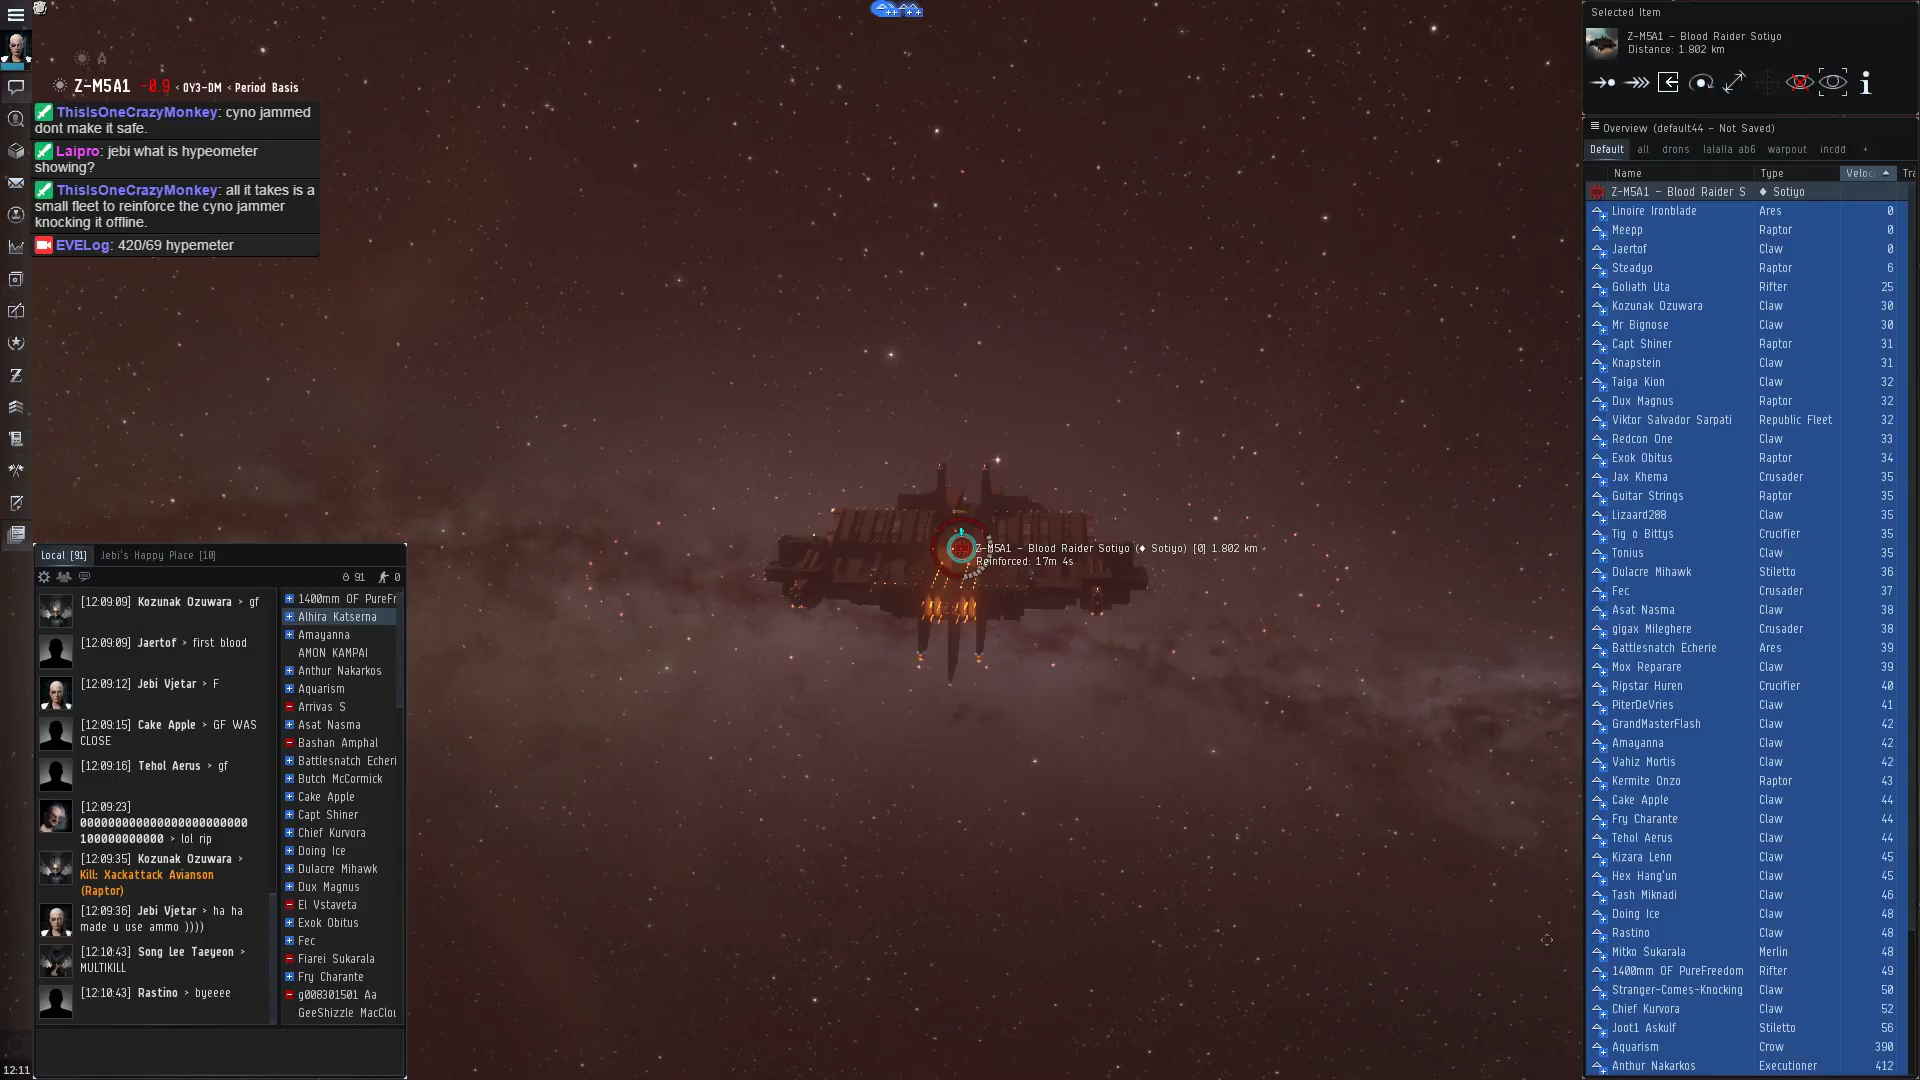 A
Z-M5A1 -0.9 < OY3-DM < Period Basis
ThisIsOneCrazyMonkey: cyno jammed
dont make it safe.
Laipro: jebi what is hypeometer
showing?
ThisIsOneCrazyMonkey: all it takes is a
small fleet to reinforce the cyno jammer
knocking it offline.
EVELog: 420/69 hypemeter
Z-M5A1 - Blood Raider Sotiyo (♦ Sotiyo) [0] 1.802 km
Reinforced: 17m 4s
Local [91] Jebi's Happy Place [10]
91 0
[12:09:09] Kozunak Ozuwara > gf
[12:09:09] Jaertof > first blood
[12:09:12] Jebi Vjetar > F
[12:09:15] Cake Apple > GF WAS
CLOSE
[12:09:16] Tehol Aerus > gf
[12:09:23]
[12:09:35] Kozunak Ozuwara >
Kill: Xackattack Avianson
(Raptor)
[12:09:36] Jebi Vjetar > ha ha
made u use ammo ))))
[12:10:43] Song Lee Taeyeon >
MULTIKILL
[12:10:43] Rastino > byeeee
1400mm OF PureFr
Alhira Katserna
Amayanna
AMON KAMPAI
Anthur Nakarkos
Aquarism
Arrivas S
Asat Nasma
Bashan Amphal
Battlesnatch Echeri
Butch McCormick
Cake Apple
Capt Shiner
Chief Kurvora
Doing Ice
Dulacre Mihawk
Dux Magnus
El Vstaveta
Exok Obitus
Fec
Fiarei Sukarala
Fry Charante
g008301501 Aa
GeeShizzle MacClou
12:11
Selected Item
Z-M5A1 - Blood Raider Sotiyo
Distance: 1.802 km
Overview (default44 - Not Saved)
Default all drons lalalla ab6 warpout incdd +
Name Type Veloc Tra
Z-M5A1 - Blood Raider S ♦ Sotiyo
Linoire Ironblade Ares 0
Meepp Raptor 0
Jaertof Claw 0
Steadyo Raptor 6
Goliath Uta Rifter 25
Kozunak Ozuwara Claw 30
Mr Bignose Claw 30
Capt Shiner Raptor 31
Knapstein Claw 31
Taiga Kion Claw 32
Dux Magnus Raptor 32
Viktor Salvador Sarpati Republic Fleet 32
Redcon One Claw 33
Exok Obitus Raptor 34
Jax Khema Crusader 35
Guitar Strings Raptor 35
Lizaard288 Claw 35
Tig o Bittys Crucifier 35
Tonius Claw 35
Dulacre Mihawk Stiletto 36
Fec Crusader 37
Asat Nasma Claw 38
gigax Mileghere Crusader 38
Battlesnatch Echerie Ares 39
Mox Reparare Claw 39
Ripstar Huren Crucifier 40
PiterDeVries Claw 41
GrandMasterFlash Claw 42
Amayanna Claw 42
Vahiz Mortis Claw 42
Kermite Onzo Raptor 43
Cake Apple Claw 44
Fry Charante Claw 44
Tehol Aerus Claw 44
Kizara Lenn Claw 45
Hex Hang'un Claw 45
Tash Miknadi Claw 46
Doing Ice Claw 48
Rastino Claw 48
Mitko Sukarala Merlin 48
1400mm OF PureFreedom Rifter 49
Stranger-Comes-Knocking Claw 50
Chief Kurvora Claw 52
Joot1 Askulf Stiletto 56
Aquarism Crow 390
Anthur Nakarkos Executioner 412